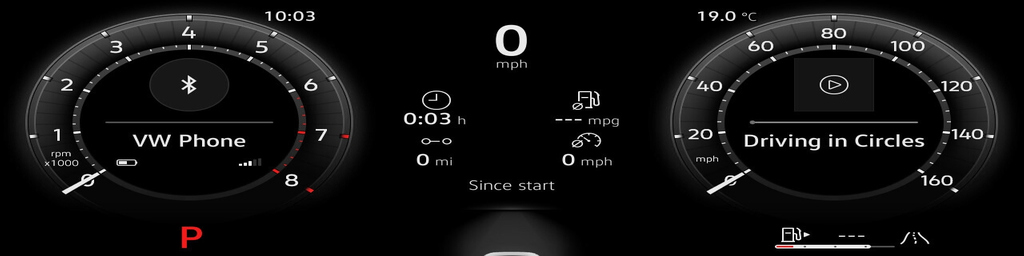 10:03
1
2
3
4
5
6
7
8
0
rpm
x1000
VW Phone
P
0
mph
0:03 h
--- mpg
0 mi
0 mph
Since start
19.0 °C
0
20
40
60
80
100
120
140
160
mph
Driving in Circles
---